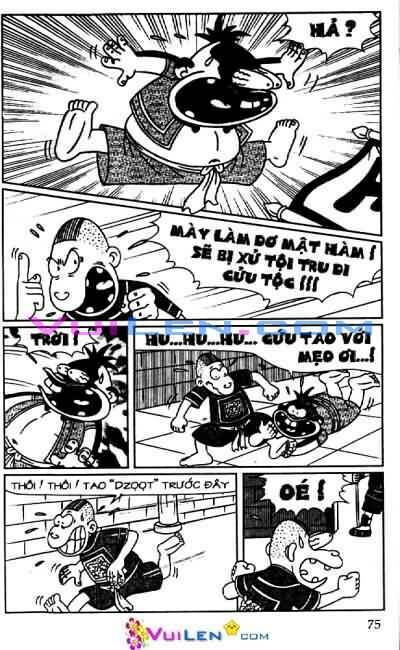 HẢ?
MÀY LÀM DƠ MẬT HÀM!
SẼ BỊ XỬ TỘI TRU DI
CỬU TỘC!!!
VUILEN.COM
TRỜI!
HU...HU...HU... CỨU TAO VỚI
MẸO ƠI...!
THÔI! THÔI! TAO "DZỌỌT" TRƯỚC ĐÂY
OÉ!
75
VUILEN.COM